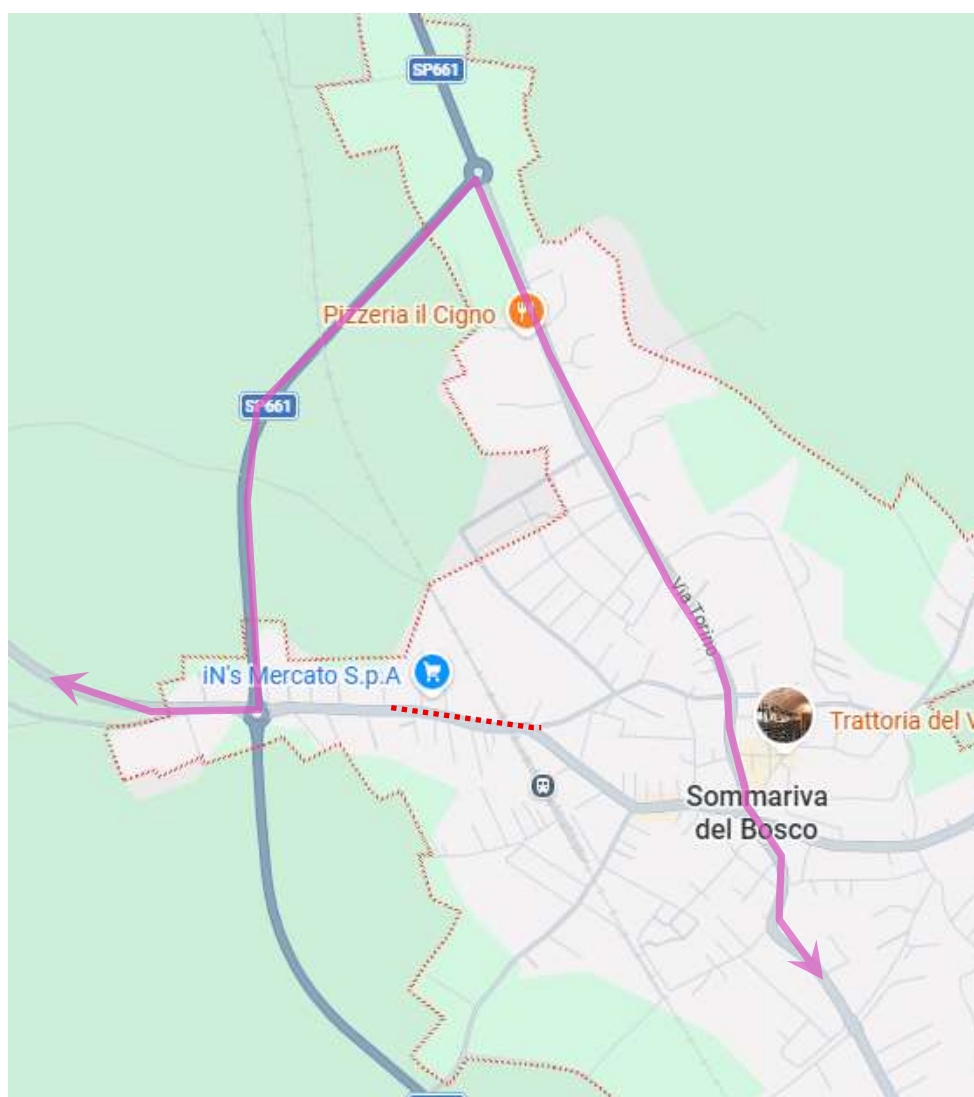 SP661
Pizzeria il Cigno
SP661
Via Torino
iN's Mercato S.p.A
Trattoria del V
Sommariva
del Bosco